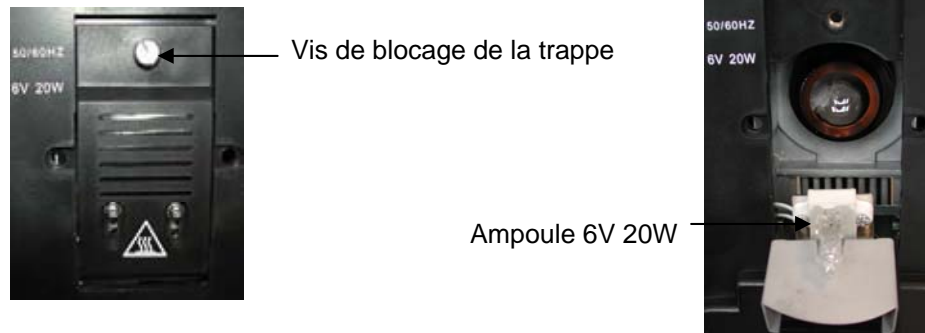 50/60HZ
6V 20W
Vis de blocage de la trappe
50/60HZ
6V 20W
Ampoule 6V 20W